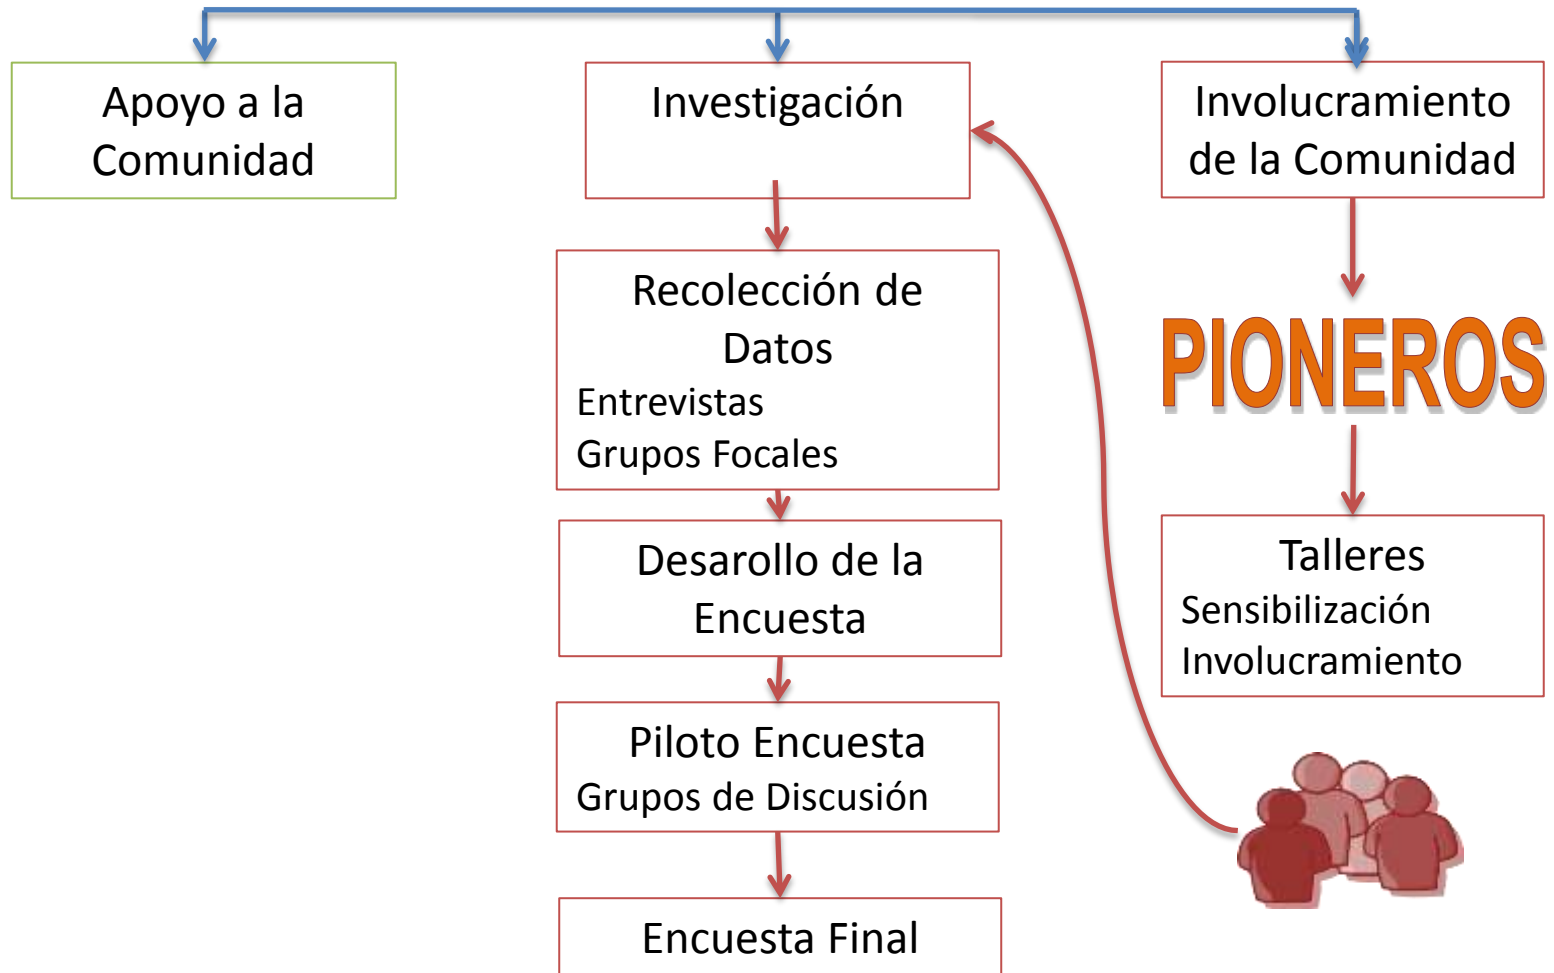 Apoyo a la
Comunidad
Investigación
Recolección de
Datos
Entrevistas
Grupos Focales
Desarollo de la
Encuesta
Piloto Encuesta
Grupos de Discusión
Encuesta Final
Involucramiento
de la Comunidad
PIONEROS
Talleres
Sensibilización
Involucramiento